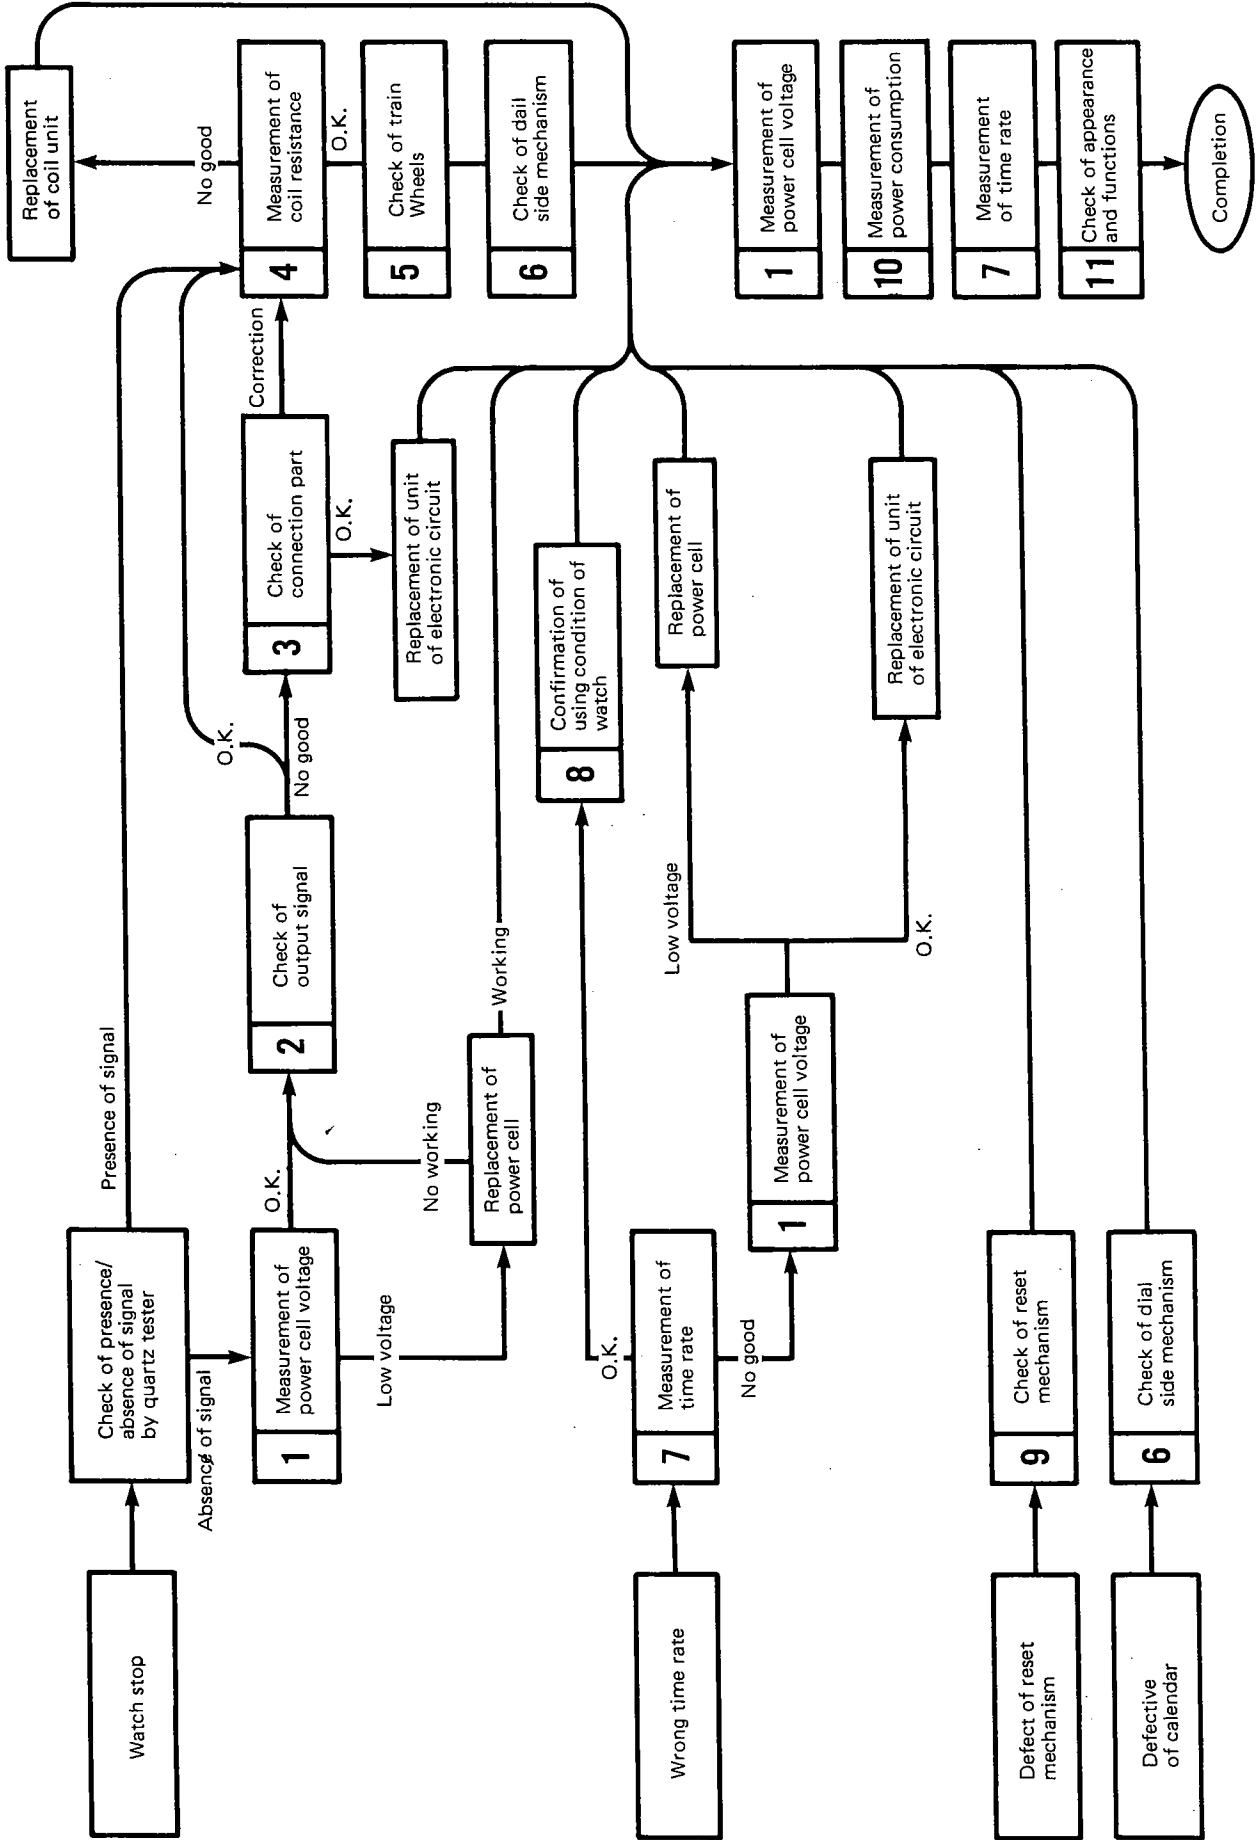 Watch stop
Check of presence/
absence of signal
by quartz tester
Presence of signal
Absence of signal
1
Measurement of
power cell voltage
O.K.
Low voltage
Replacement of
power cell
No working
Working
2
Check of
output signal
O.K.
No good
3
Check of
connection part
Correction
O.K.
Replacement of unit
of electronic circuit
4
Measurement of
coil resistance
No good
Replacement
of coil unit
O.K.
5
Check of train
Wheels
6
Check of dail
side mechanism
Wrong time rate
7
Measurement of
time rate
O.K.
No good
8
Confirmation of
using condition of
watch
1
Measurement of
power cell voltage
Low voltage
O.K.
Replacement of
power cell
Replacement of unit
of electronic circuit
Defect of reset
mechanism
9
Check of reset
mechanism
Defective
of calendar
6
Check of dial
side mechanism
1
Measurement of
power cell voltage
10
Measurement of
power consumption
7
Measurement
of time rate
11
Check of appearance
and functions
Completion